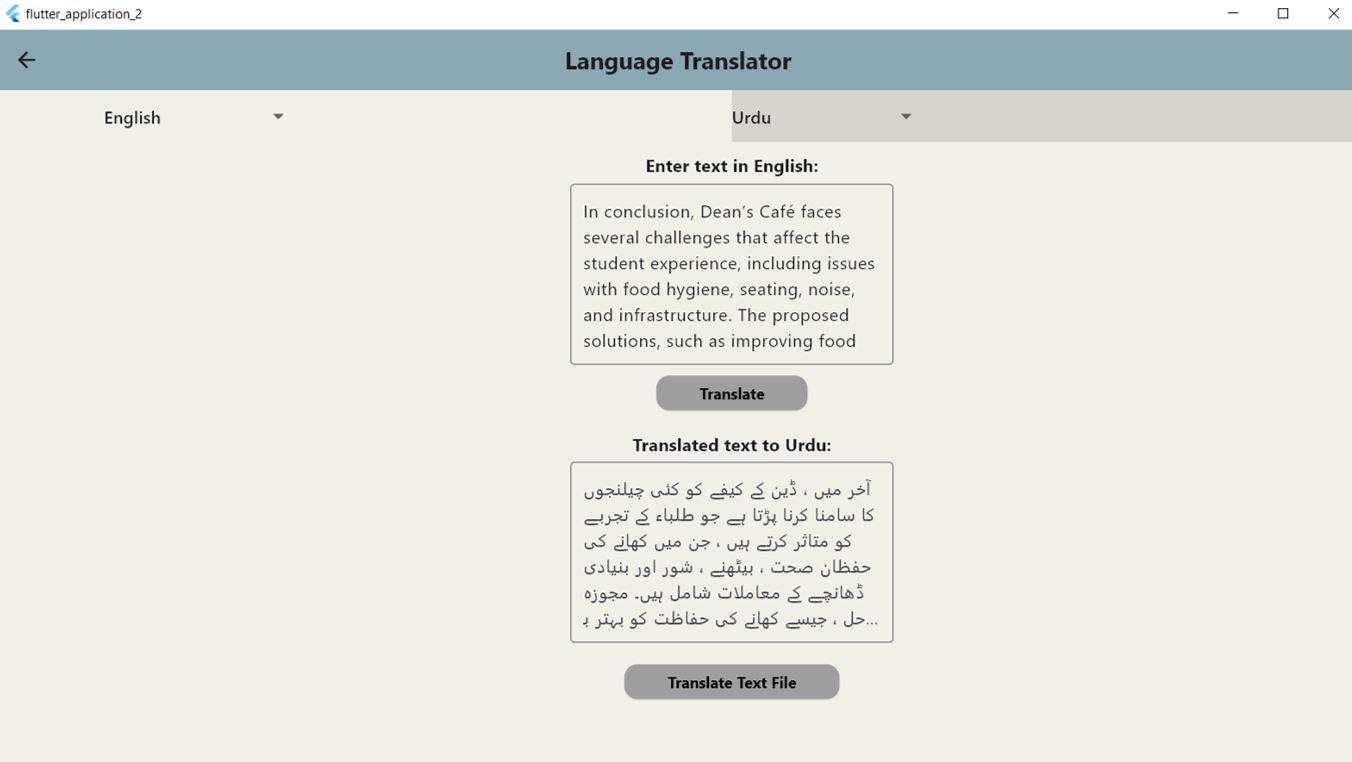 flutter_application_2
Language Translator
English
Urdu
Enter text in English:
In conclusion, Dean's Café faces
several challenges that affect the
student experience, including issues
with food hygiene, seating, noise,
and infrastructure. The proposed
solutions, such as improving food
Translate
Translated text to Urdu:
آخر میں ، ڈین کے کیفے کو کئی چیلنجوں
کا سامنا کرنا پڑتا ہے جو طلباء کے تجربے
کو متاثر کرتے ہیں ، جن میں کھانے کی
حفظان صحت ، بیٹھنے ، شور اور بنیادی
ڈھانچے کے معاملات شامل ہیں۔ مجوزہ
...حل ، جیسے کھانے کی حفاظت کو بہتر ب
Translate Text File